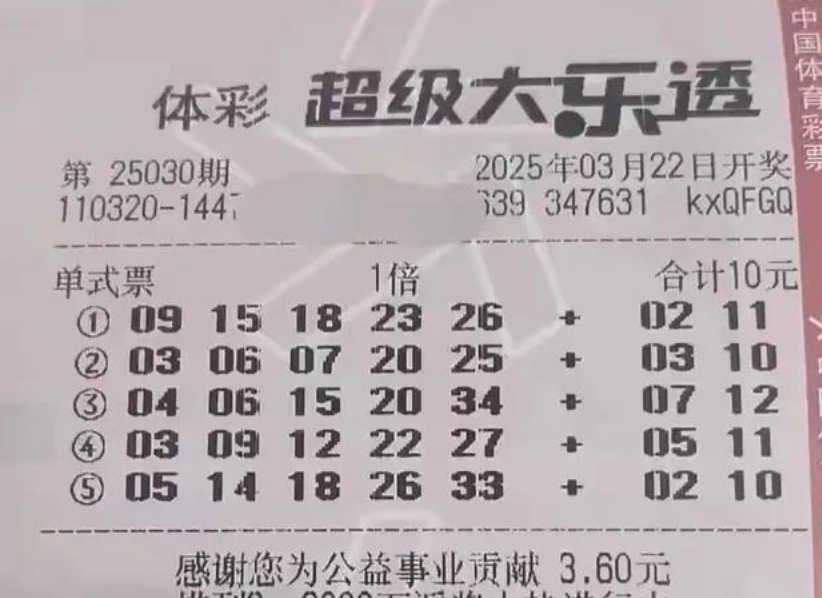 体彩 超级大乐透
第 25030期 2025年03月22日开奖
110320-144 639 347631 kxQFGQ
单式票 1倍 合计10元
① 09 15 18 23 26 + 02 11
② 03 06 07 20 25 + 03 10
③ 04 06 15 20 34 + 07 12
④ 03 09 12 22 27 + 05 11
⑤ 05 14 18 26 33 + 02 10
感谢您为公益事业贡献 3.60元
中国体育彩票